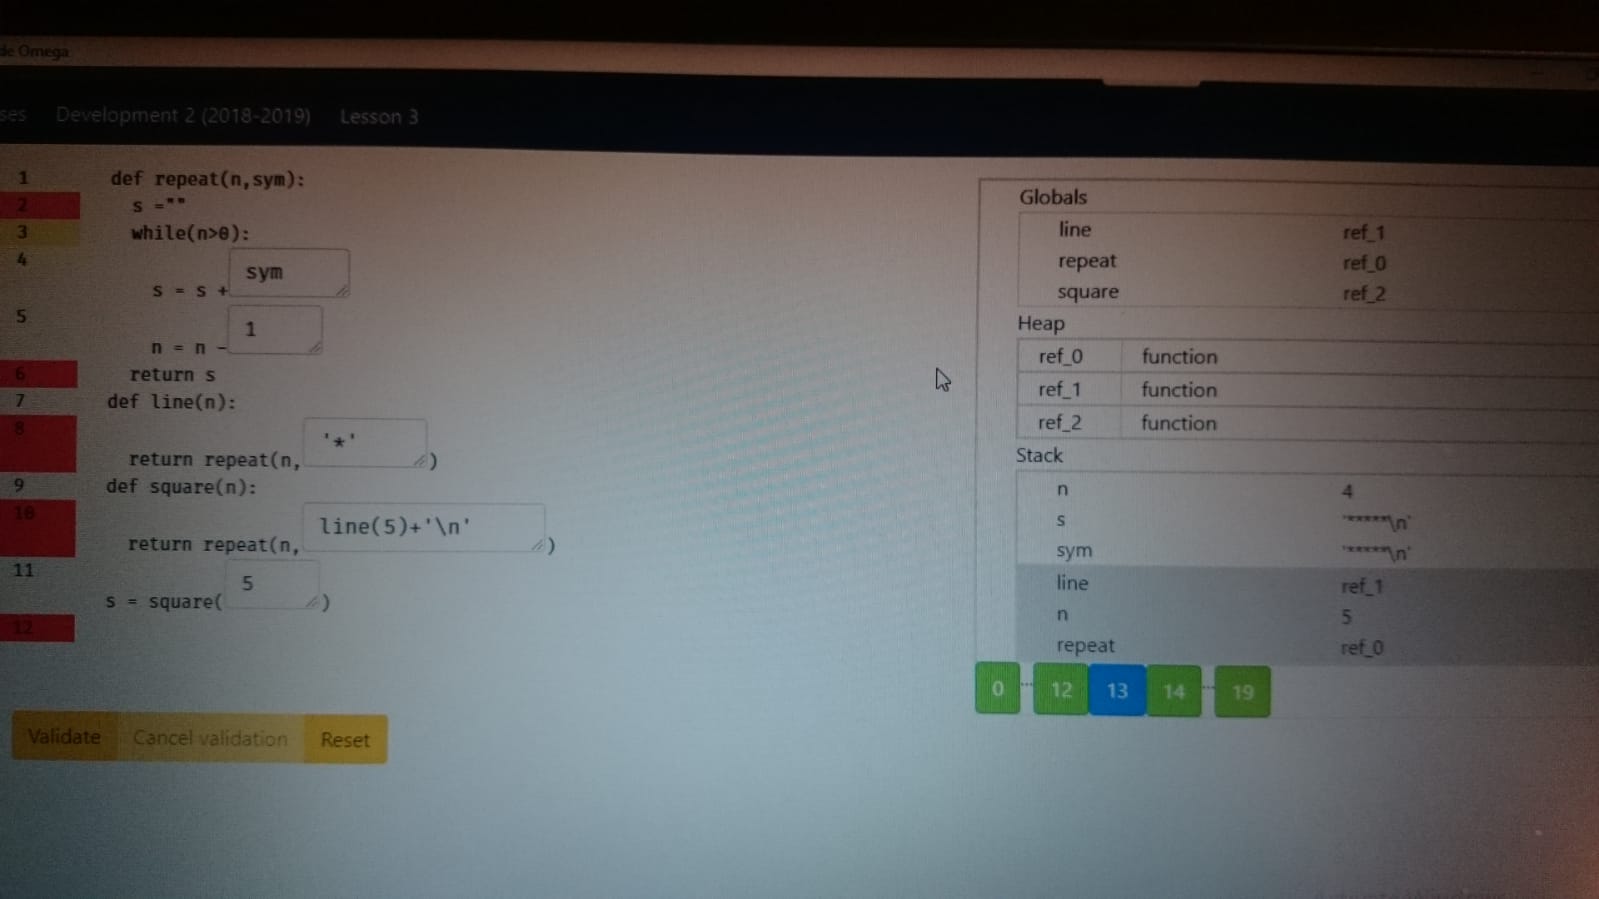 de Omega
ses Development 2 (2018-2019) Lesson 3
1 def repeat(n,sym):
2 s =""
3 while(n>0):
4 s = s + sym
5 n = n - 1
6 return s
7 def line(n):
8 return repeat(n, '*' )
9 def square(n):
10 return repeat(n, line(5)+'\n' )
11 s = square( 5 )
12
Validate Cancel validation Reset
Globals
line ref_1
repeat ref_0
square ref_2
Heap
ref_0 function
ref_1 function
ref_2 function
Stack
n 4
s '*****\n'
sym '*****\n'
line ref_1
n 5
repeat ref_0
0 ... 12 13 14 ... 19